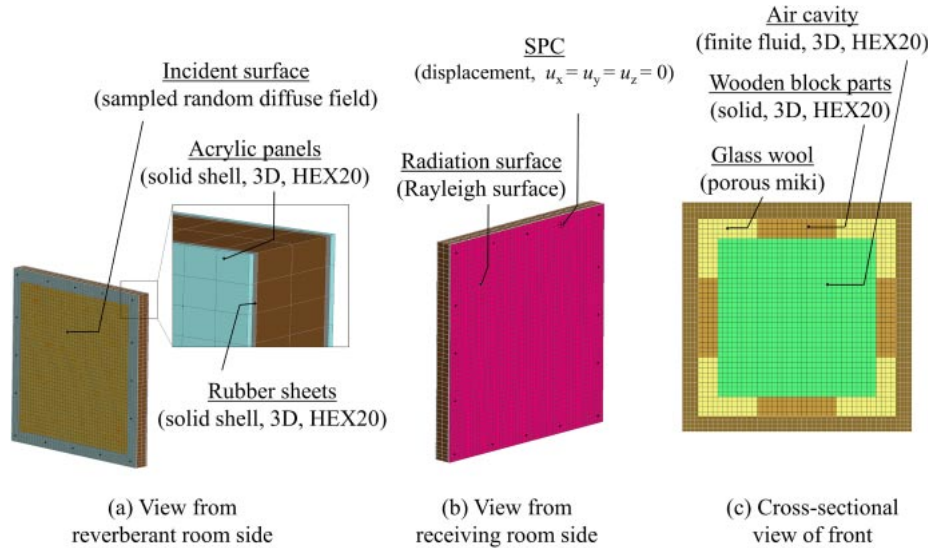 Incident surface
(sampled random diffuse field)
Acrylic panels
(solid shell, 3D, HEX20)
Rubber sheets
(solid shell, 3D, HEX20)
(a) View from
reverberant room side
SPC
(displacement, ux = uy = uz = 0)
Radiation surface
(Rayleigh surface)
(b) View from
receiving room side
Air cavity
(finite fluid, 3D, HEX20)
Wooden block parts
(solid, 3D, HEX20)
Glass wool
(porous miki)
(c) Cross-sectional
view of front